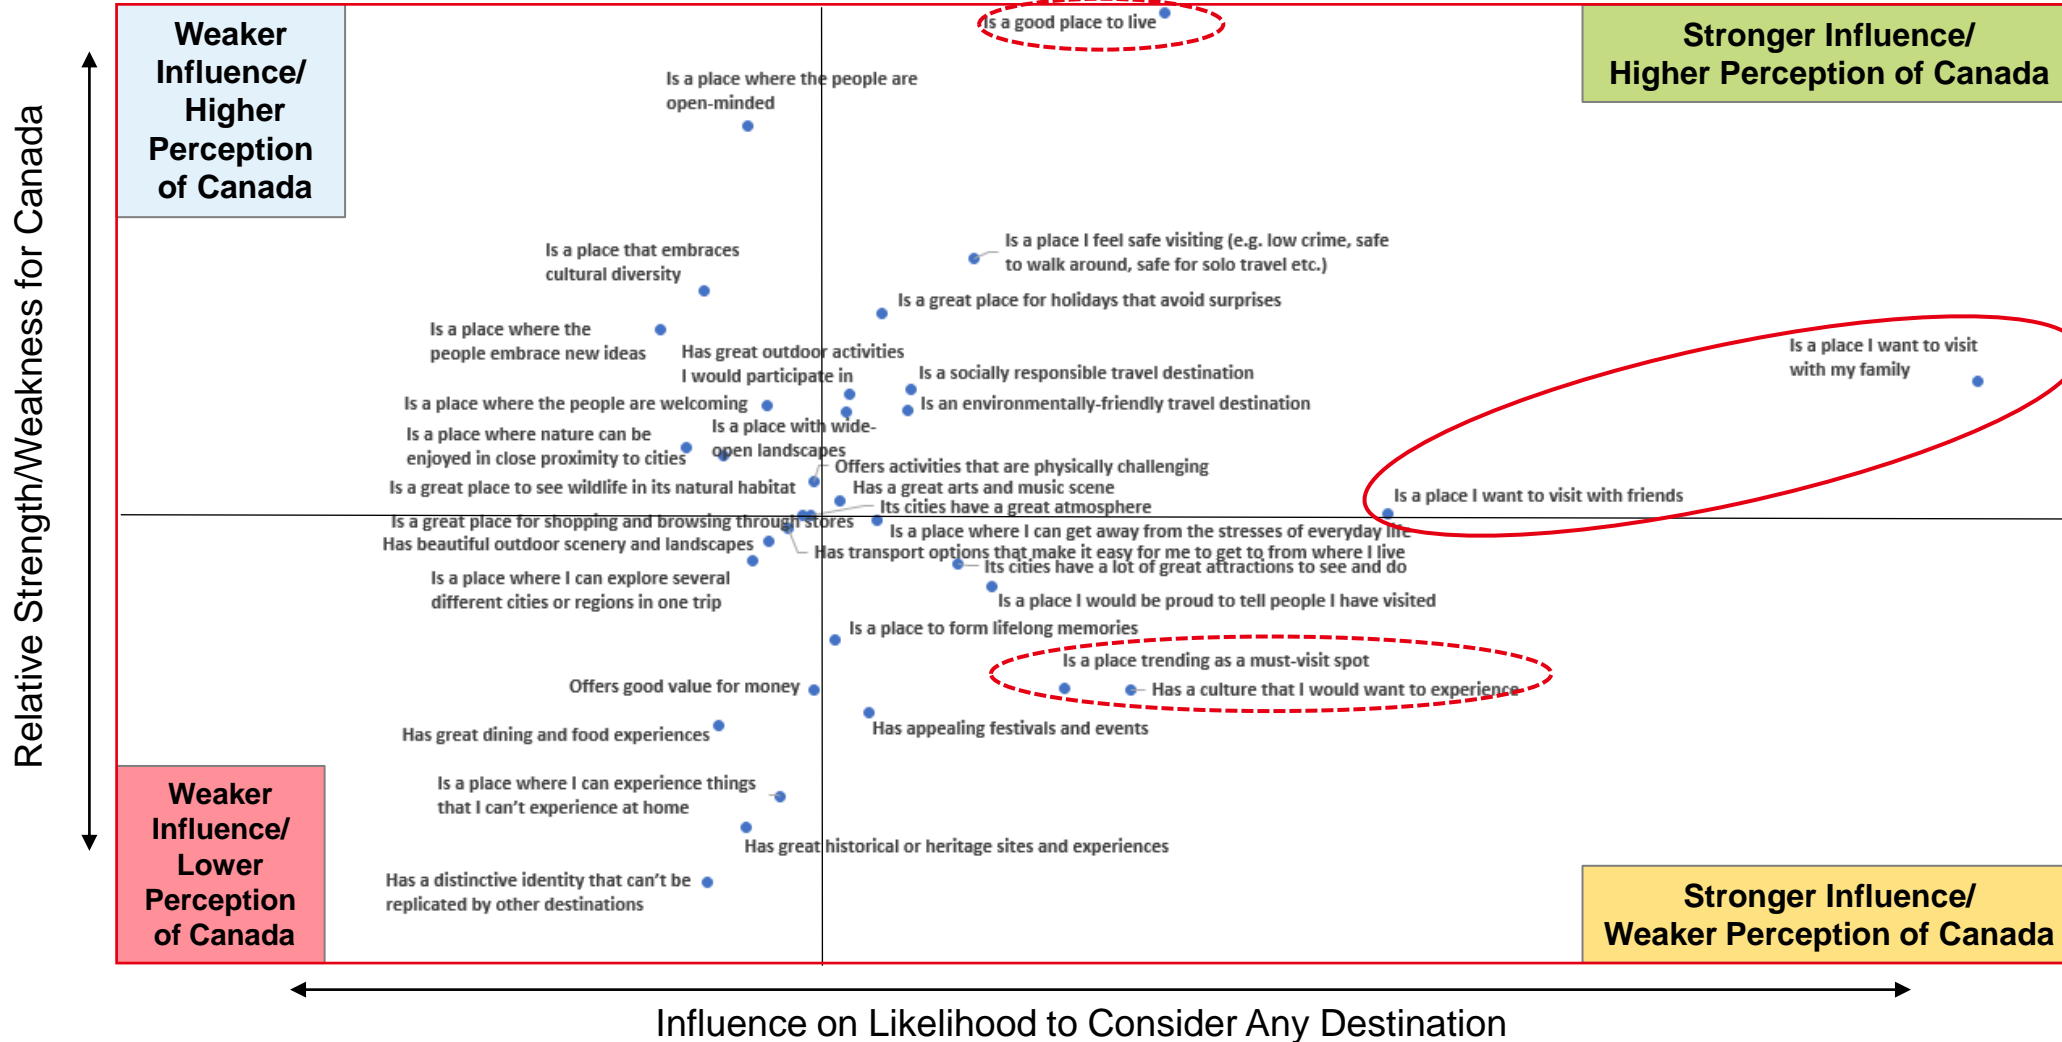 Relative Strength/Weakness for Canada
Weaker
Influence/
Higher
Perception
of Canada
Stronger Influence/
Higher Perception of Canada
Is a good place to live
Is a place where the people are
open-minded
Is a place that embraces
cultural diversity
Is a place I feel safe visiting (e.g. low crime, safe
to walk around, safe for solo travel etc.)
Is a great place for holidays that avoid surprises
Is a place where the
people embrace new ideas
Has great outdoor activities
I would participate in
Is a socially responsible travel destination
Is a place I want to visit
with my family
Is a place where the people are welcoming
Is an environmentally-friendly travel destination
Is a place with wide-
open landscapes
Is a place where nature can be
enjoyed in close proximity to cities
Offers activities that are physically challenging
Is a great place to see wildlife in its natural habitat
Has a great arts and music scene
Is a place I want to visit with friends
Its cities have a great atmosphere
Is a great place for shopping and browsing through stores
Is a place where I can get away from the stresses of everyday life
Has beautiful outdoor scenery and landscapes
Has transport options that make it easy for me to get to from where I live
Its cities have a lot of great attractions to see and do
Is a place where I can explore several
different cities or regions in one trip
Is a place I would be proud to tell people I have visited
Is a place to form lifelong memories
Is a place trending as a must-visit spot
Offers good value for money
Has a culture that I would want to experience
Has great dining and food experiences
Has appealing festivals and events
Is a place where I can experience things
that I can't experience at home
Has great historical or heritage sites and experiences
Has a distinctive identity that can't be
replicated by other destinations
Weaker
Influence/
Lower
Perception
of Canada
Stronger Influence/
Weaker Perception of Canada
Influence on Likelihood to Consider Any Destination